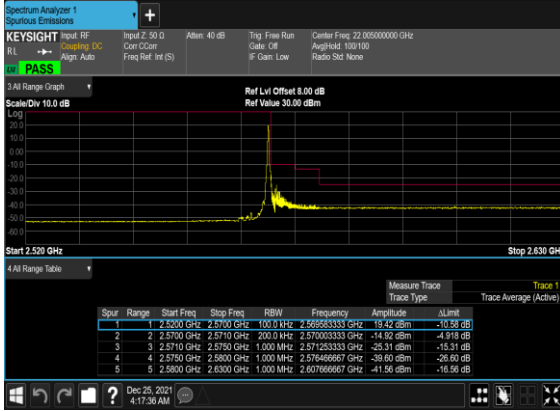 Spectrum Analyzer 1
Spurious Emissions
+
KEYSIGHT Input: RF Input Z: 50 Ω Atten: 40 dB Trig: Free Run Center Freq: 22.005000000 GHz
RL Coupling: DC Corr CCorr Gate: Off Avg|Hold: 100/100
Align: Auto Freq Ref: Int (S) IF Gain: Low Radio Std: None
PASS
3 All Range Graph
Ref Lvl Offset 8.00 dB
Scale/Div 10.0 dB Ref Value 30.00 dBm
Log
20.0
10.0
0.00
-10.0
-20.0
-30.0
-40.0
-50.0
-60.0
Start 2.520 GHz Stop 2.630 GH
4 All Range Table
Measure Trace Trace 1
Trace Type Trace Average (Active)
Spur Range Start Freq Stop Freq RBW Frequency Amplitude ΔLimit
1 1 2.5200 GHz 2.5700 GHz 100.0 kHz 2.569583333 GHz 19.42 dBm -10.58 dB
2 2 2.5700 GHz 2.5710 GHz 200.0 kHz 2.570003333 GHz -14.92 dBm -4.918 dB
3 3 2.5710 GHz 2.5750 GHz 1.000 MHz 2.571253333 GHz -25.31 dBm -15.31 dB
4 4 2.5750 GHz 2.5800 GHz 1.000 MHz 2.576466667 GHz -39.60 dBm -26.60 dB
5 5 2.5800 GHz 2.6300 GHz 1.000 MHz 2.607666667 GHz -41.56 dBm -16.56 dB
? Dec 25, 2021
4:17:36 AM